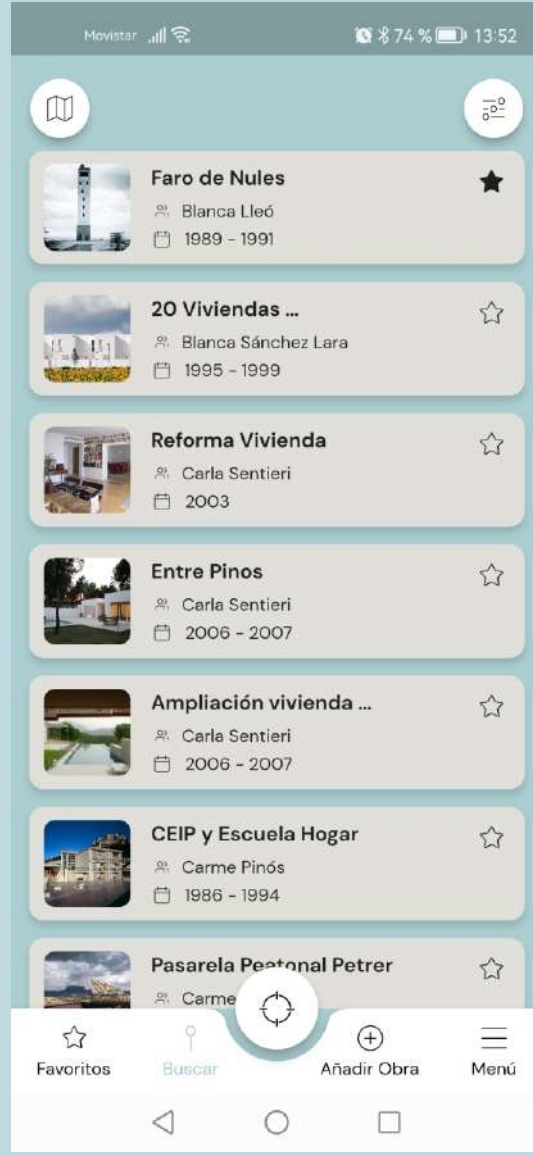 Movistar 74 % 13:52
Faro de Nules
Blanca Lleó
1989 - 1991
20 Viviendas ...
Blanca Sánchez Lara
1995 - 1999
Reforma Vivienda
Carla Sentieri
2003
Entre Pinos
Carla Sentieri
2006 - 2007
Ampliación vivienda ...
Carla Sentieri
2006 - 2007
CEIP y Escuela Hogar
Carme Pinós
1986 - 1994
Pasarela Peatonal Petrer
Carme
Favoritos Buscar Añadir Obra Menú